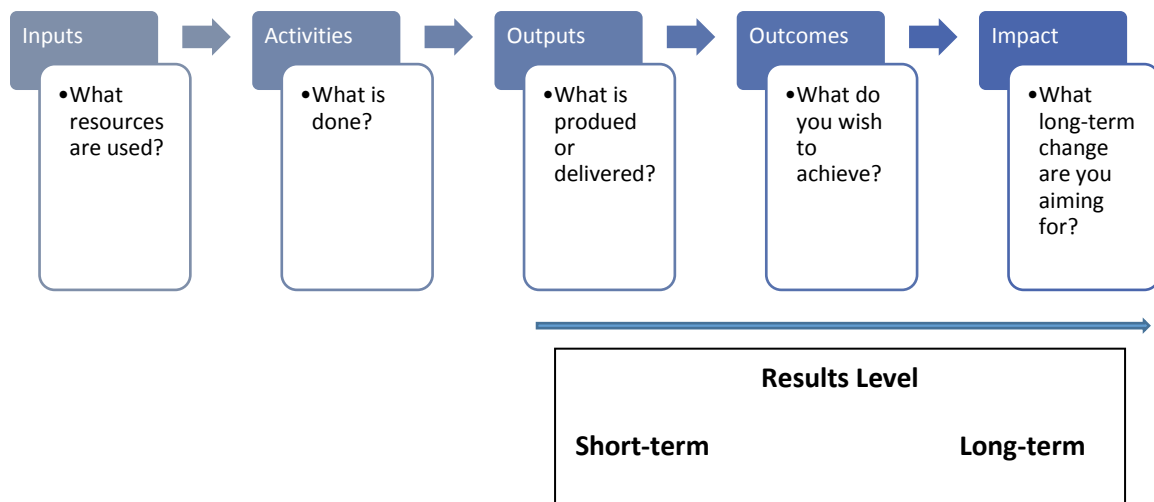 Inputs
Activities
Outputs
Outcomes
Impact
•What
resources
are used?
•What is
done?
•What is
produed
or
delivered?
•What do
you wish
to
achieve?
•What
long-term
change
are you
aiming
for?
Results Level
Short-term
Long-term